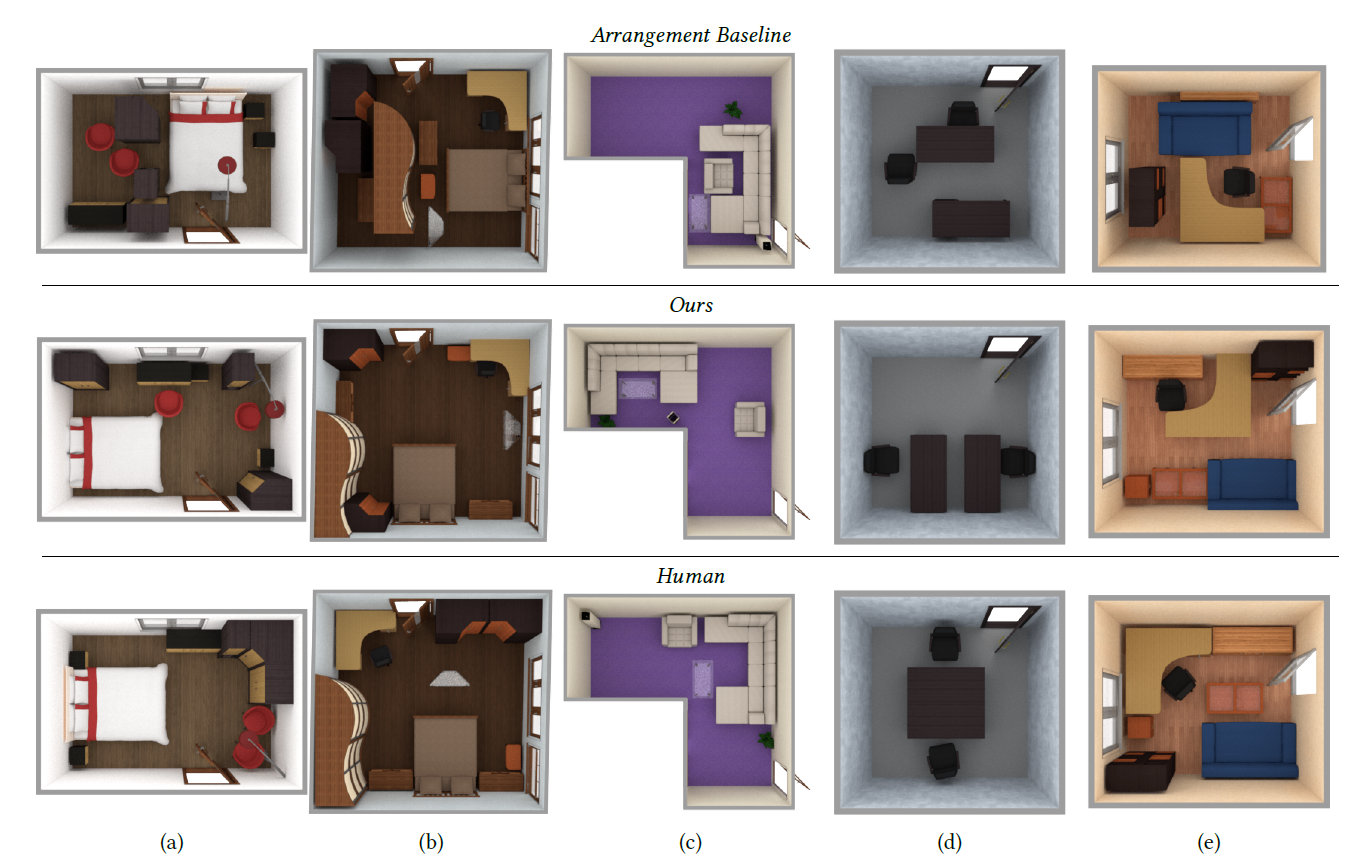 Arrangement Baseline
Ours
Human
(a) (b) (c) (d) (e)